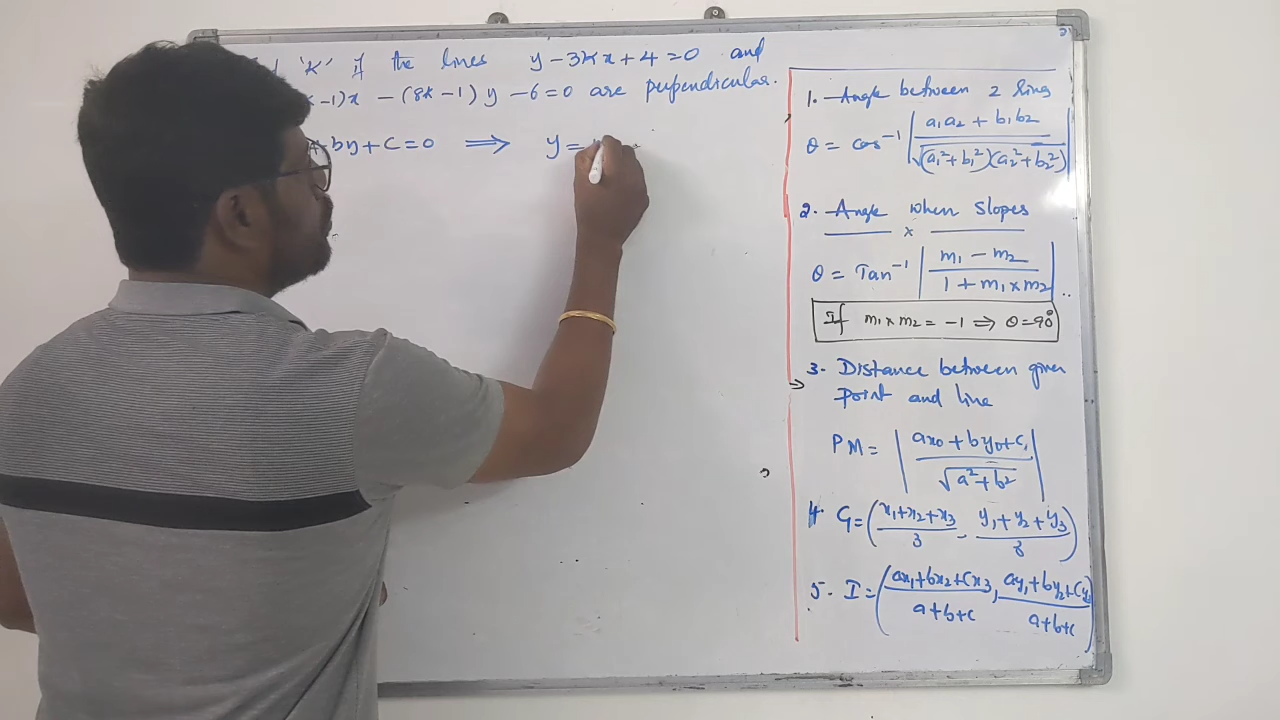 'K' if the lines y - 3Kx + 4 = 0 and
-1)x - (8K - 1) y - 6 = 0 are perpendicular.
by + c = 0 ⟹ y =
1. Angle between 2 lines
θ = cos⁻¹ | a₁a₂ + b₁b₂ / √(a₁² + b₁²)(a₂² + b₂²) |
2. Angle when slopes
x
θ = Tan⁻¹ | m₁ - m₂ / 1 + m₁ x m₂ |
If m₁ x m₂ = -1 ⟹ θ = 90°
3. Distance between given
point and line
PM = | ax₀ + by₀ + c₁ / √a² + b² |
4. G = ( x₁ + x₂ + x₃ / 3 , y₁ + y₂ + y₃ / 3 )
5. I = ( ax₁ + bx₂ + cx₃ / a + b + c , ay₁ + by₂ + cy₃ / a + b + c )